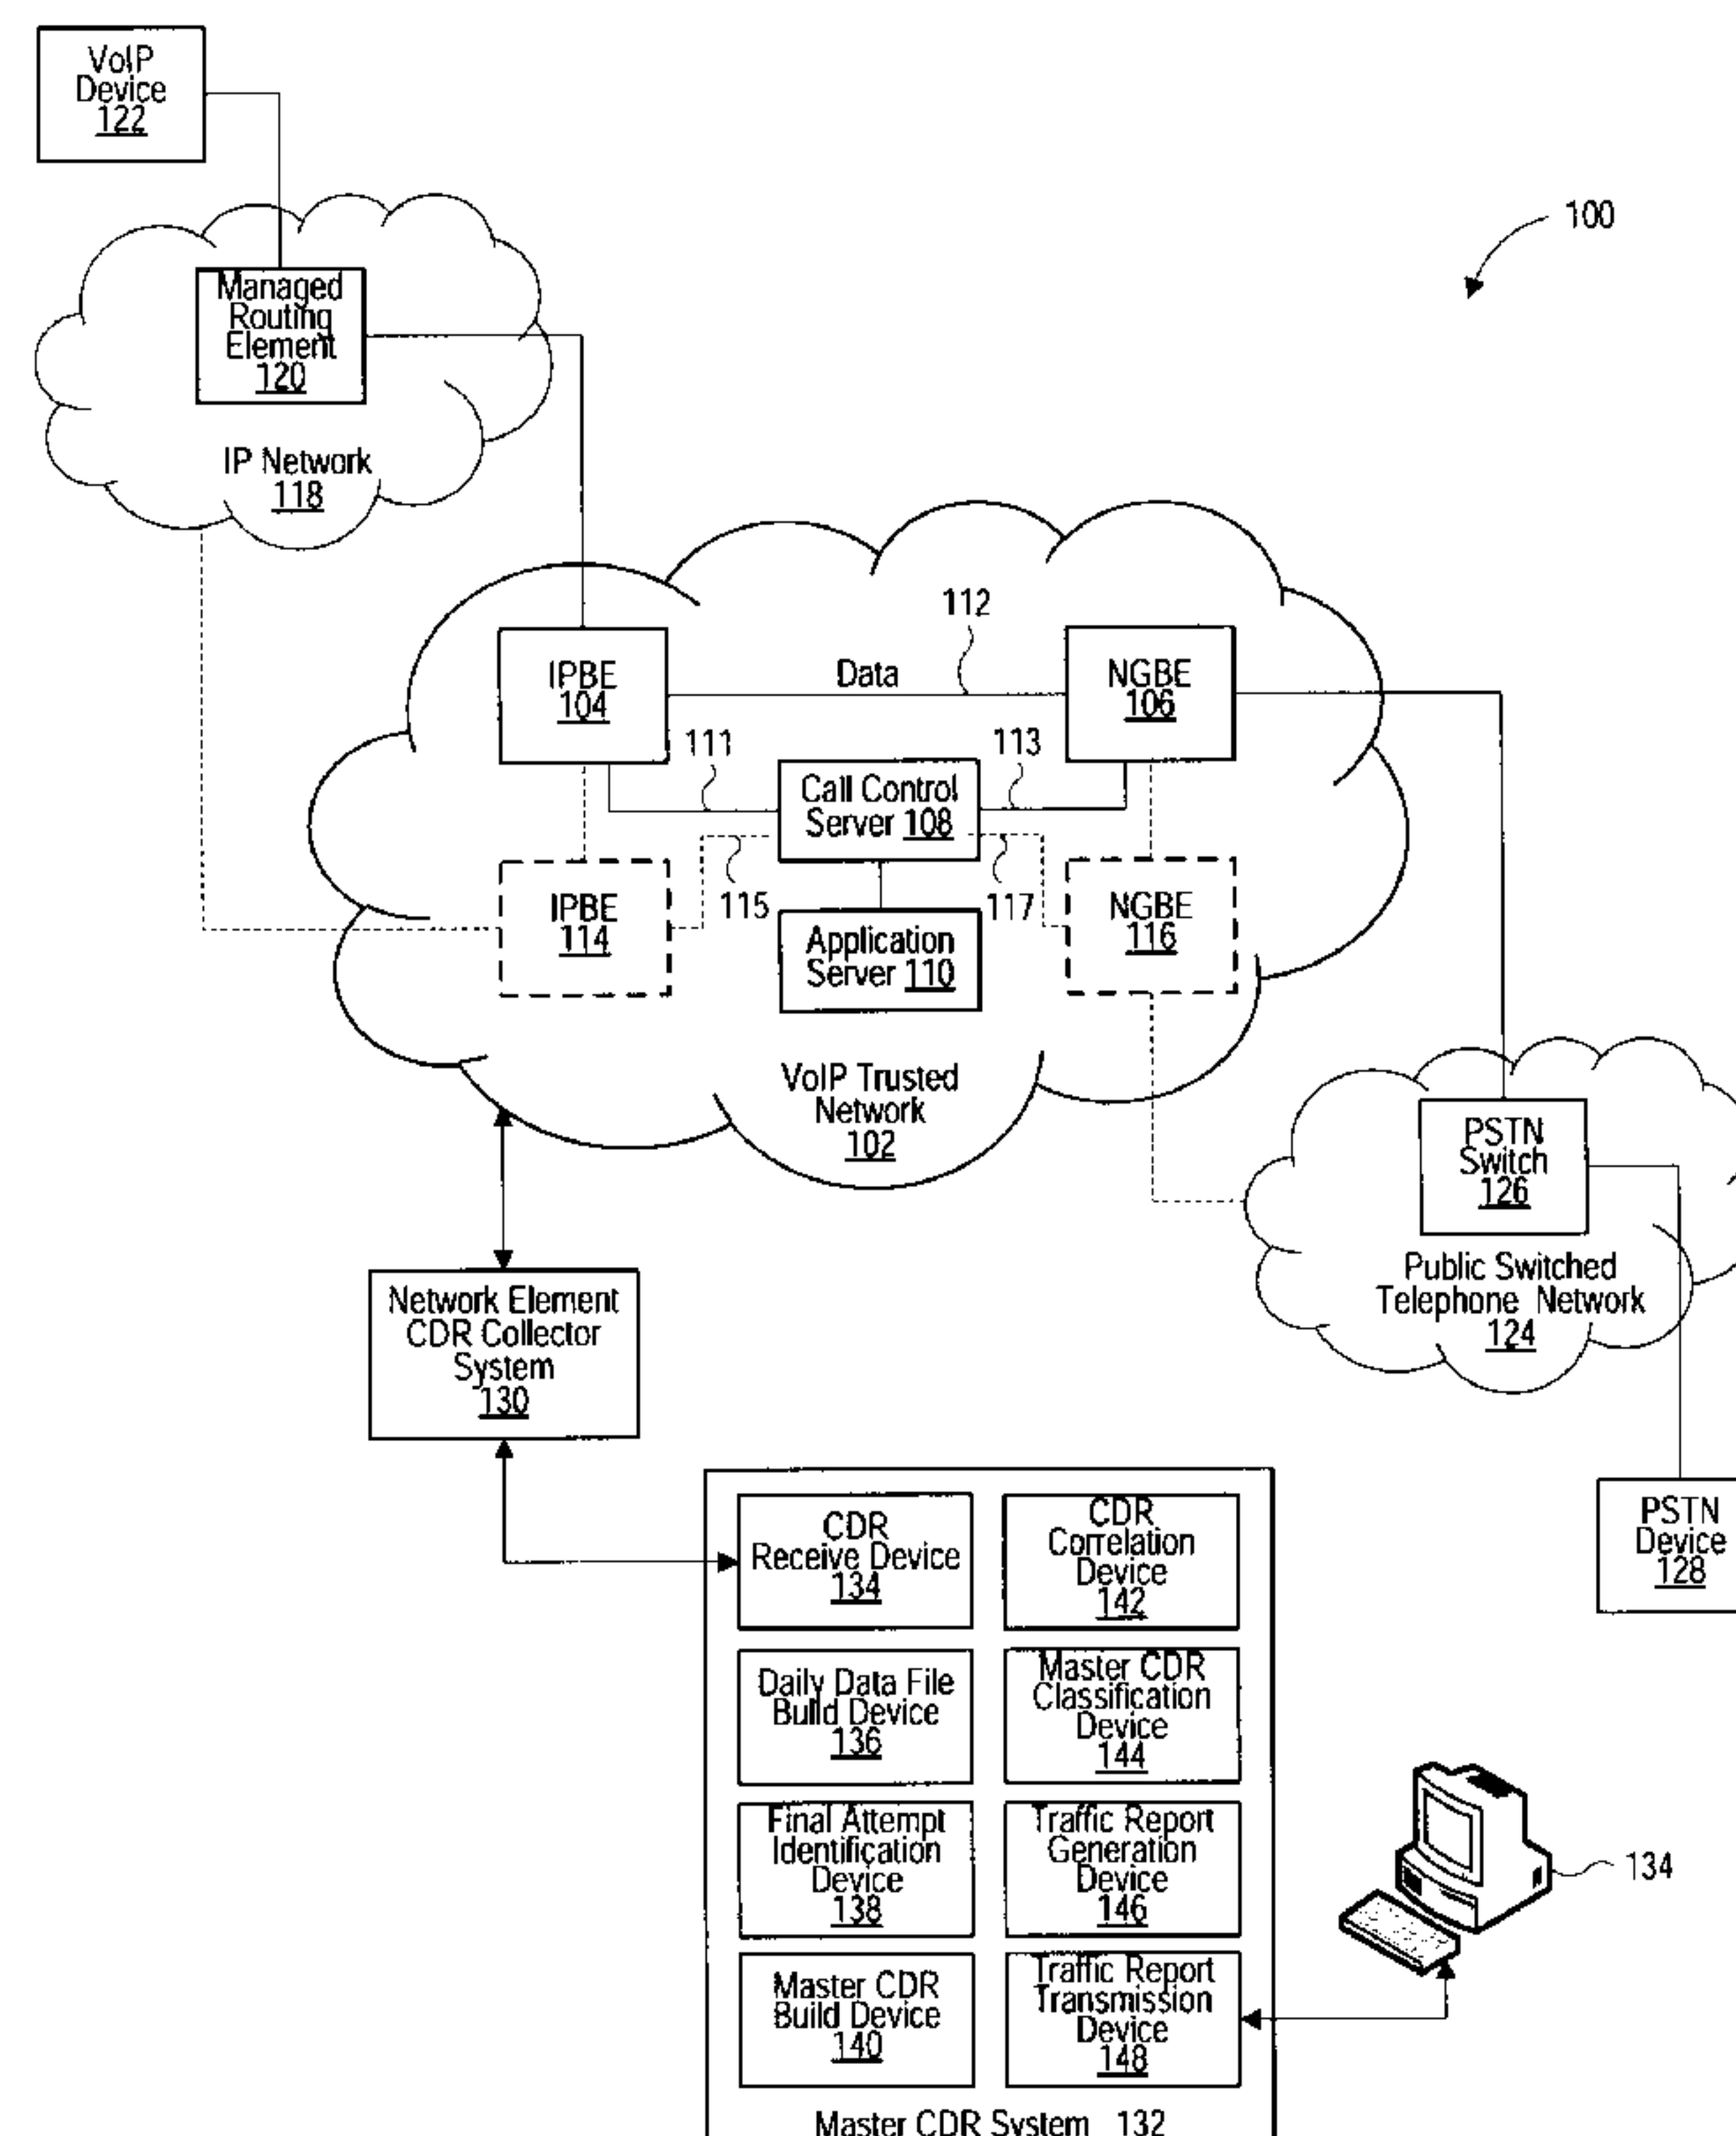 VoIP
Device
122
100
Managed
Routing
Element
120
IP Network
118
112
IPBE
104
Data
NGBE
106
111
113
Call Control
Server 108
115
117
IPBE
114
Application
Server 110
NGBE
116
VoIP Trusted
Network
102
PSTN
Switch
126
Public Switched
Telephone Network
124
Network Element
CDR Collector
System
130
PSTN
Device
128
CDR
Receive Device
134
CDR
Correlation
Device
142
Daily Data File
Build Device
136
Master CDR
Classification
Device
144
Final Attempt
Identification
Device
138
Traffic Report
Generation
Device
146
134
Master CDR
Build Device
140
Traffic Report
Transmission
Device
148
Master CDR System 132